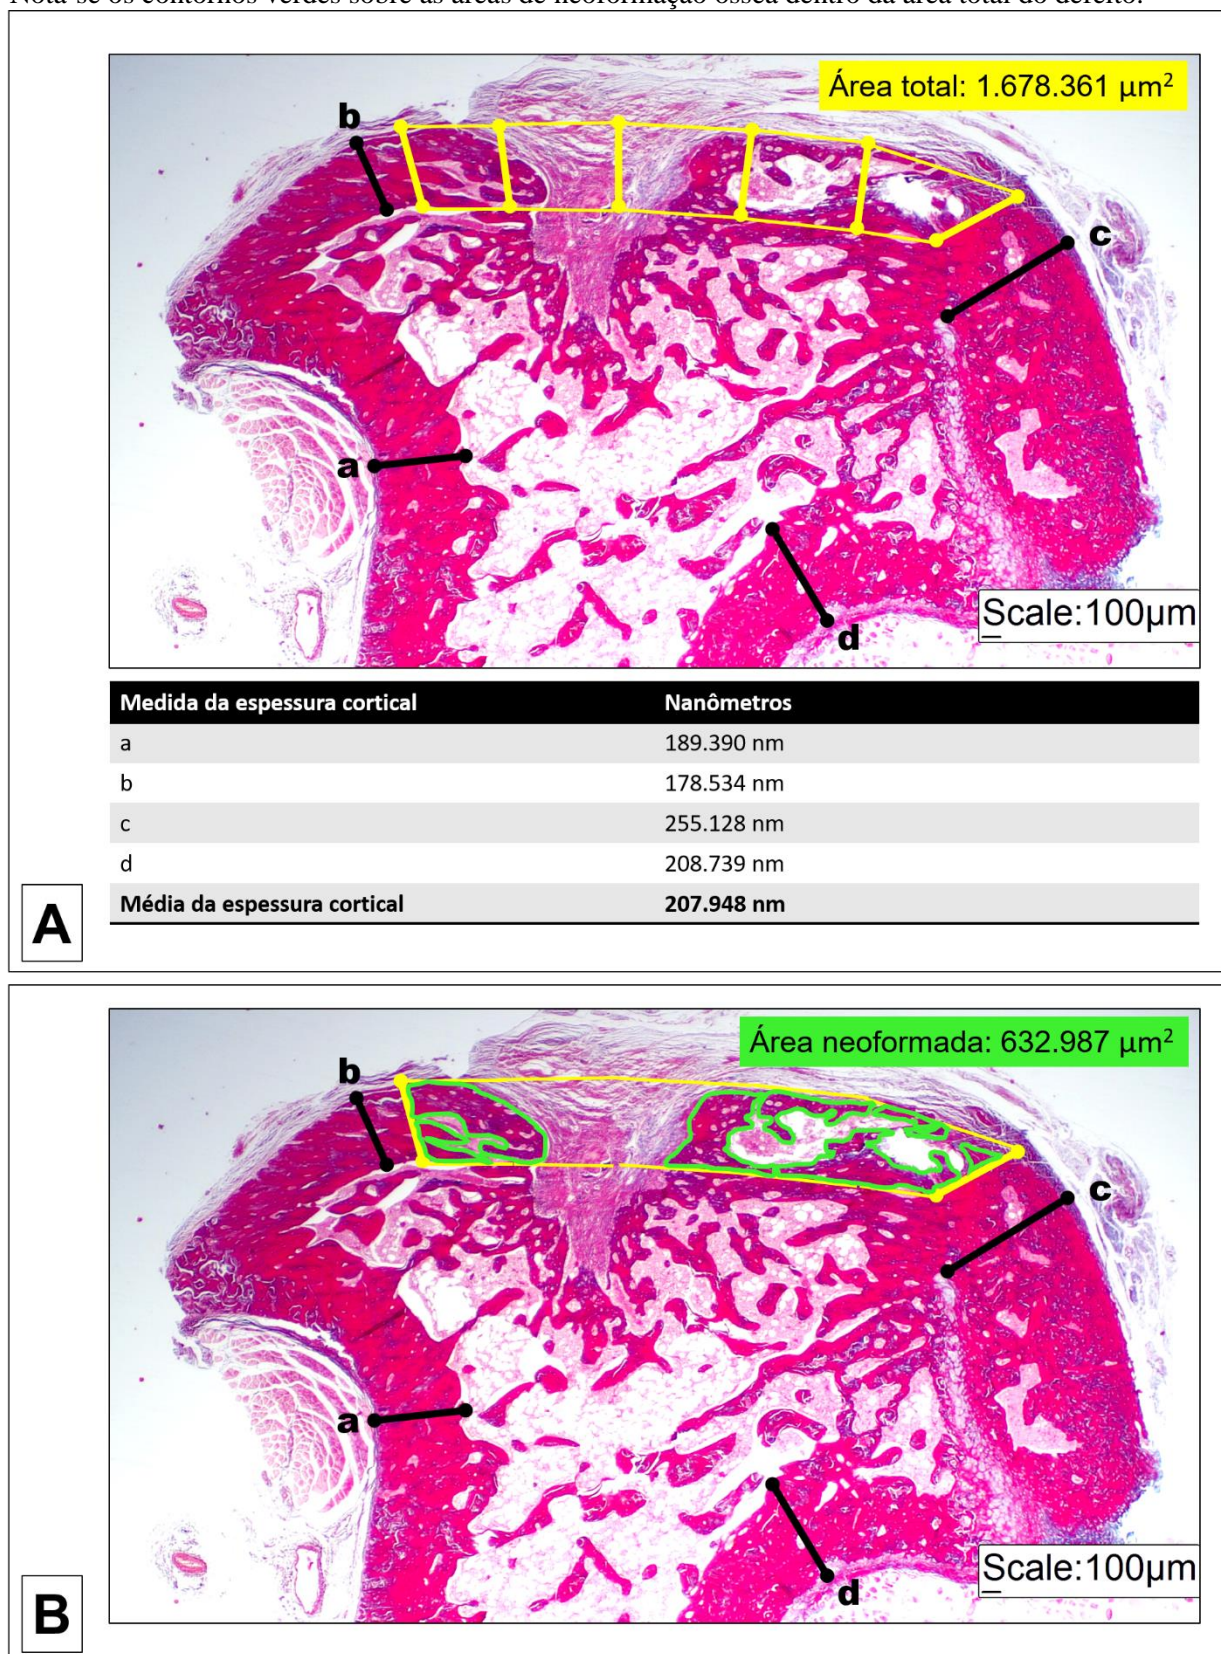 Nota-se os contornos verdes sobre as áreas de neoformação óssea dentro da área total do defeito.
Área total: 1.678.361 µm²
b
c
a
d
Scale:100µm
Medida da espessura cortical Nanômetros
a 189.390 nm
b 178.534 nm
c 255.128 nm
d 208.739 nm
Média da espessura cortical 207.948 nm
A
Área neoformada: 632.987 µm²
b
c
a
d
Scale:100µm
B